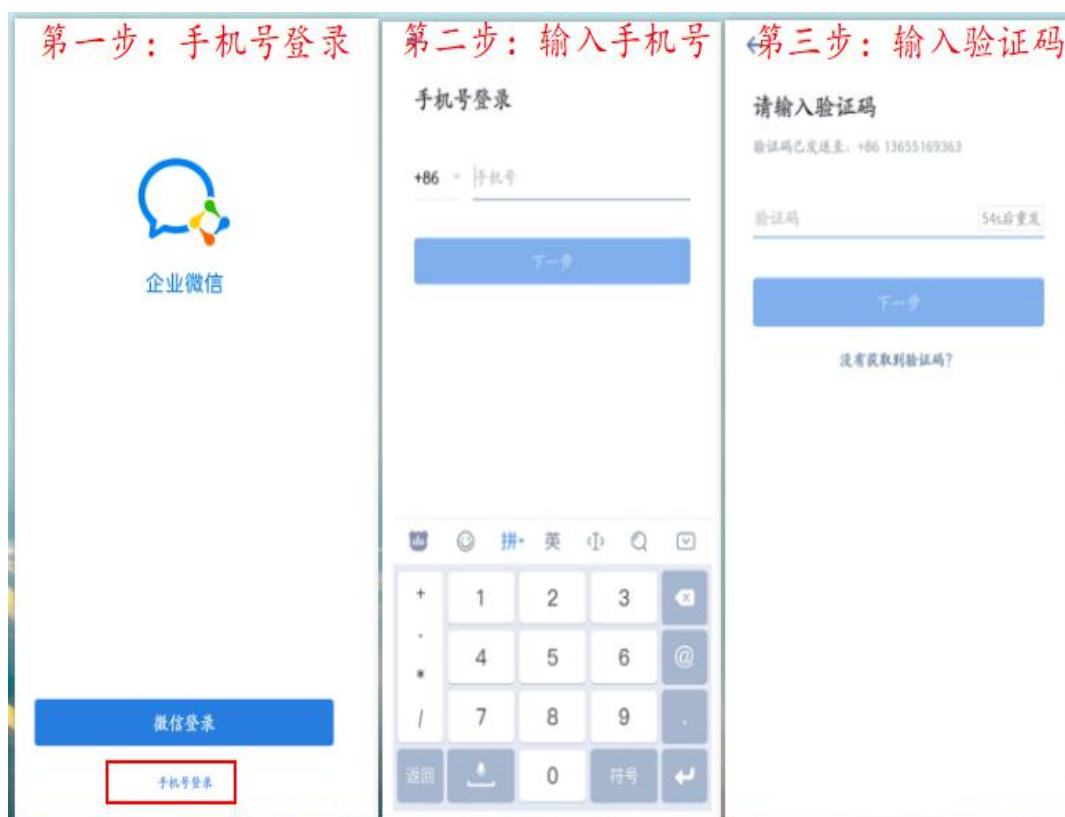 第一步：手机号登录
企业微信
微信登录
手机号登录
第二步：输入手机号
手机号登录
+86 手机号
下一步
拼 英
+ 1 2 3
- 4 5 6 @
*
/ 7 8 9 .
返回 0 符号
第三步：输入验证码
请输入验证码
验证码已发送至：+86 13655169363
验证码 54s后重发
下一步
没有获取到验证码？